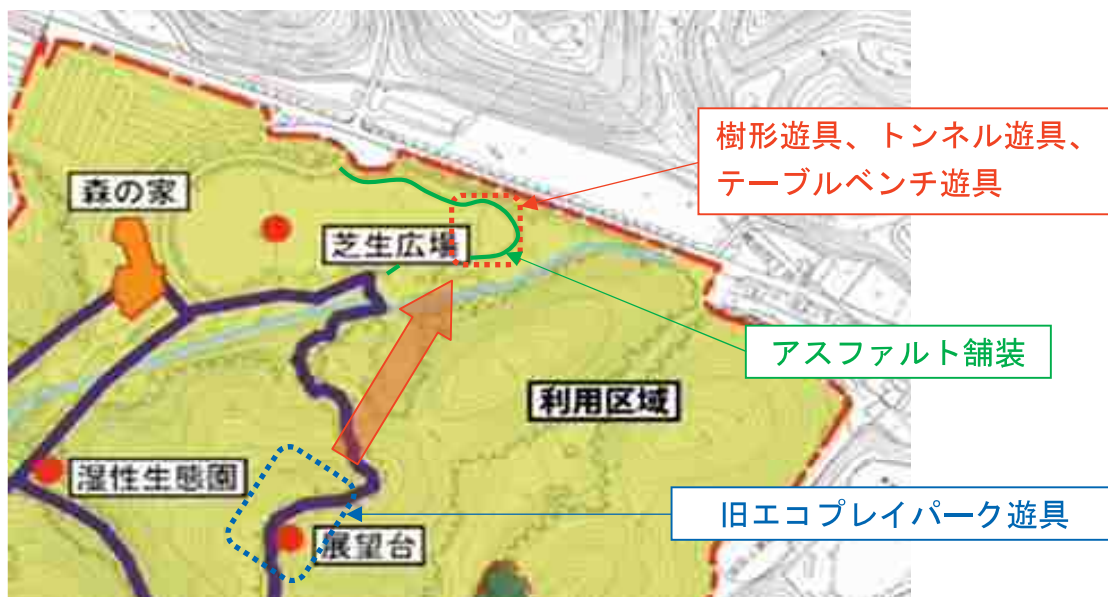 樹形遊具、トンネル遊具、
テーブルベンチ遊具
森の家
芝生広場
アスファルト舗装
利用区域
湿性生態園
旧エコプレイパーク遊具
展望台